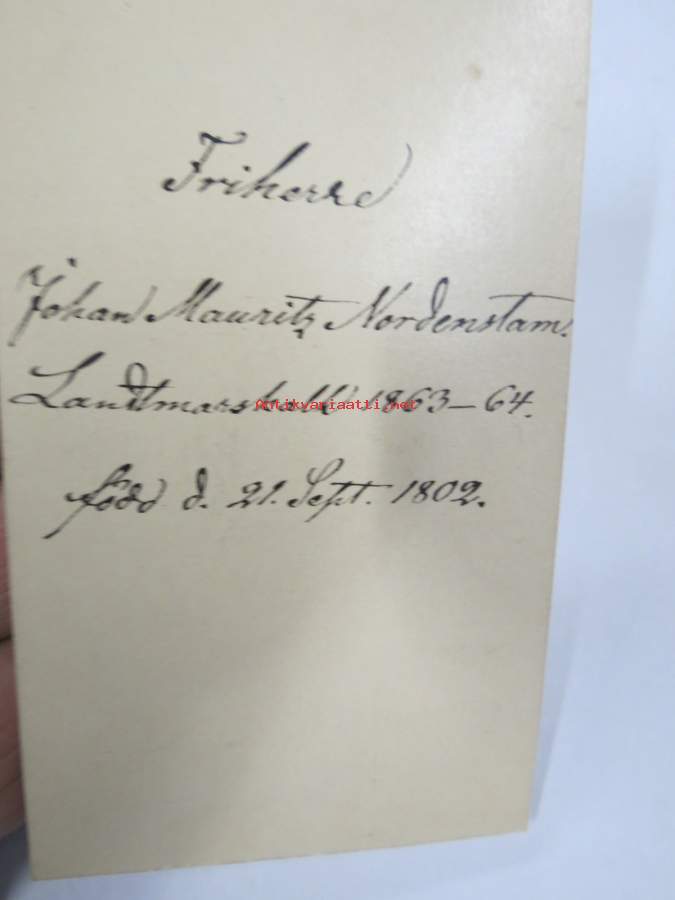 Friherre
Johan Mauritz Nordenstam.
Landtmarskalk 1863-64.
Antikvariaatti.net
född d. 21. Sept. 1802.